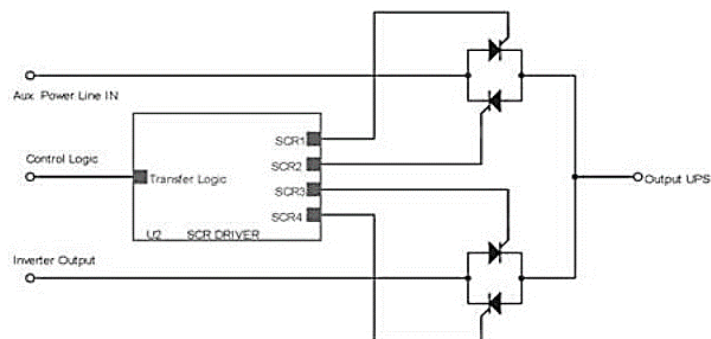 Aux. Power Line IN
SCR1
Control Logic
SCR2
Transfer Logic
Output UPS
SCR3
SCR4
U2 SCR DRIVER
Inverter Output